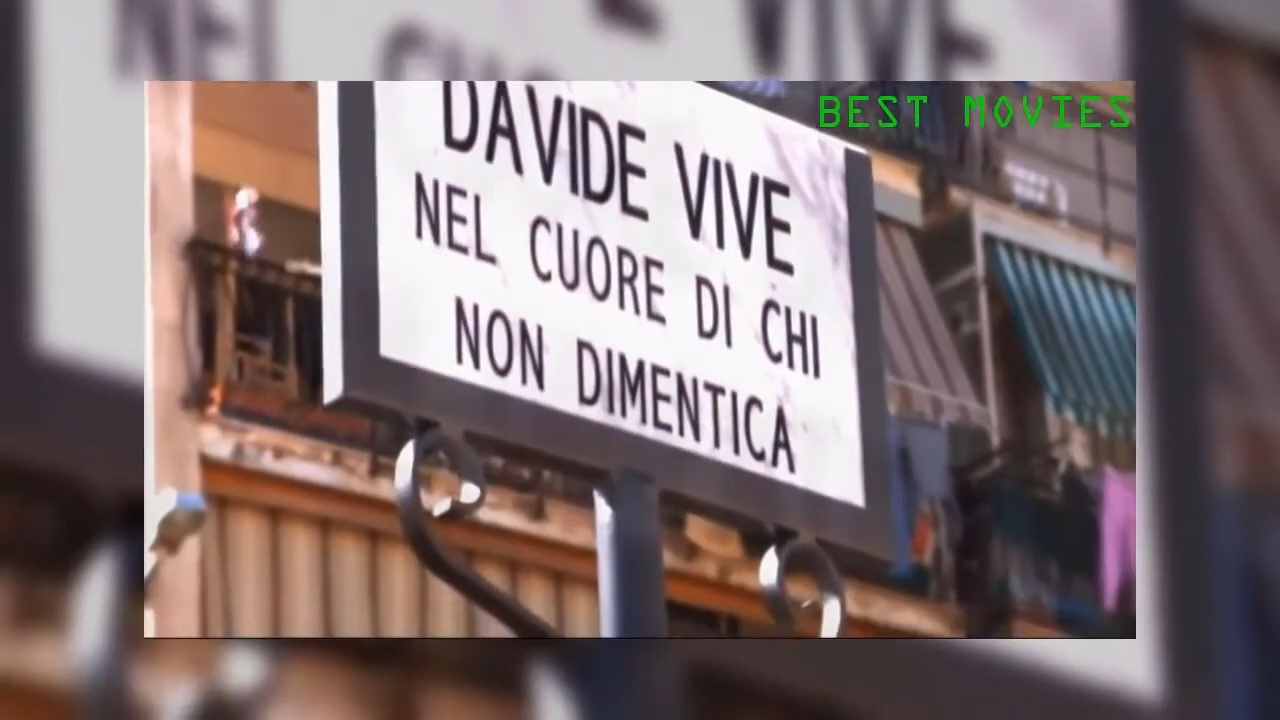 BEST MOVIES
DAVIDE VIVE
NEL CUORE DI CHI
NON DIMENTICA